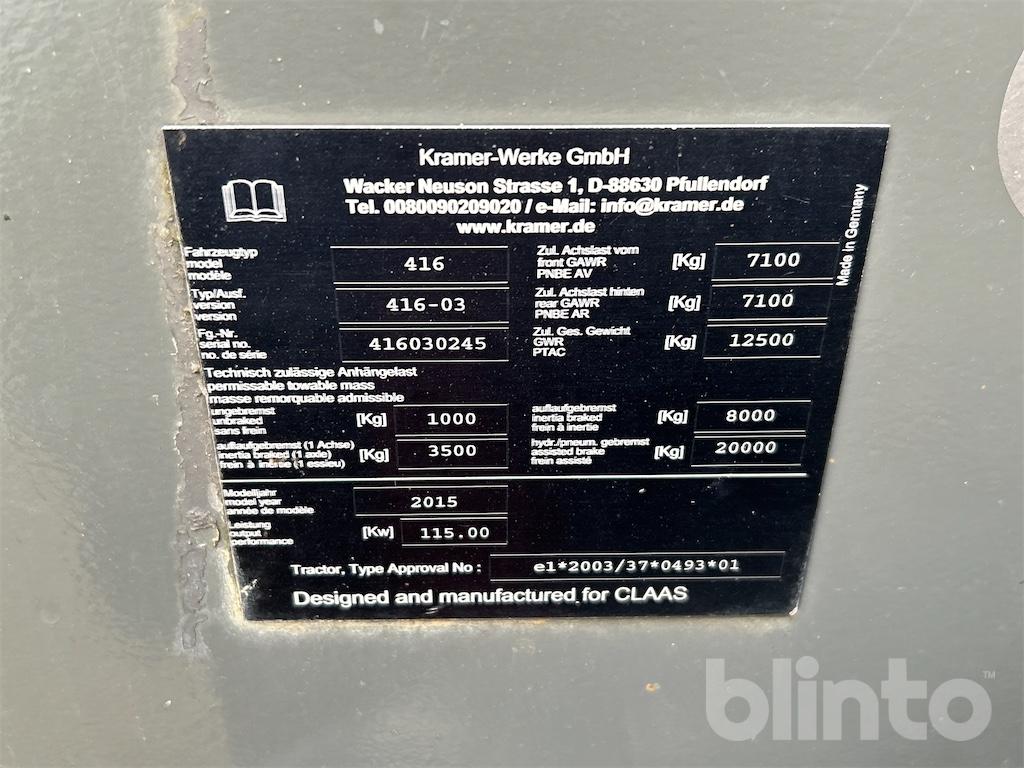 Kramer-Werke GmbH
Wacker Neuson Strasse 1, D-88630 Pfullendorf
Tel. 0080090209020 / e-Mail: info@kramer.de
www.kramer.de
Made in Germany
Fahrzeugtyp
model
modèle
416
Zul. Achslast vorn
front GAWR
PNBE AV
[Kg] 7100
Typ/Ausf.
version
version
416-03
Zul. Achslast hinten
rear GAWR
PNBE AR
[Kg] 7100
Fg.-Nr.
serial no.
no. de série
416030245
Zul. Ges. Gewicht
GWR
PTAC
[Kg] 12500
Technisch zulässige Anhängelast
permissable towable mass
masse remorquable admissible
ungebremst
unbraked
sans frein
[Kg] 1000
auflaufgebremst
inertia braked
frein à inertie
[Kg] 8000
auflaufgebremst (1 Achse)
inertia braked (1 axle)
frein à inertie (1 essieu)
[Kg] 3500
hydr./pneum. gebremst
assisted brake
frein assisté
[Kg] 20000
Modelljahr
model year
année de modèle
2015
Leistung
output
performance
[Kw] 115.00
Tractor, Type Approval No : e1*2003/37*0493*01
Designed and manufactured for CLAAS
blinto™